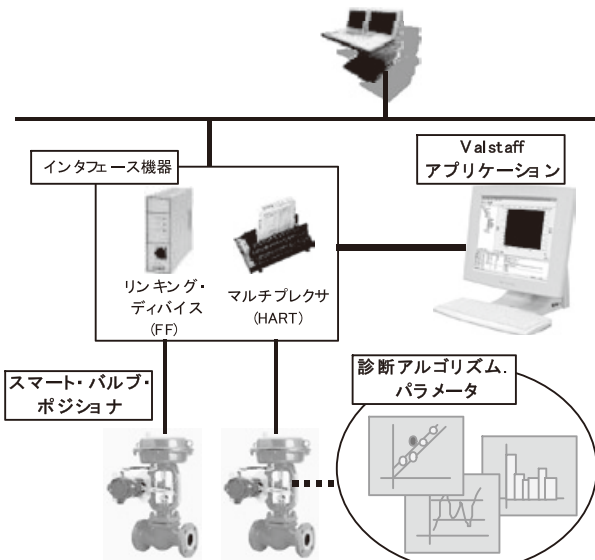 Valstaff
アプリケーション
インタフェース機器
リンキング・
ディバイス
(FF)
マルチプレクサ
(HART)
スマート・バルブ・
ポジショナ
診断アルゴリズム.
パラメータ